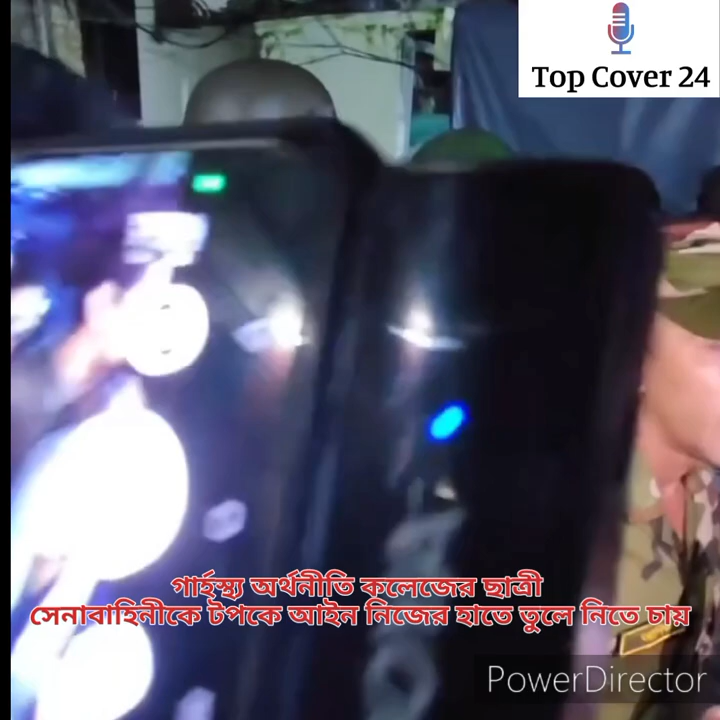 Top Cover 24
গার্হস্থ্য অর্থনীতি কলেজের ছাত্রী
সেনাবাহিনীকে টপকে আইন নিজের হাতে তুলে নিতে চায়
PowerDirector